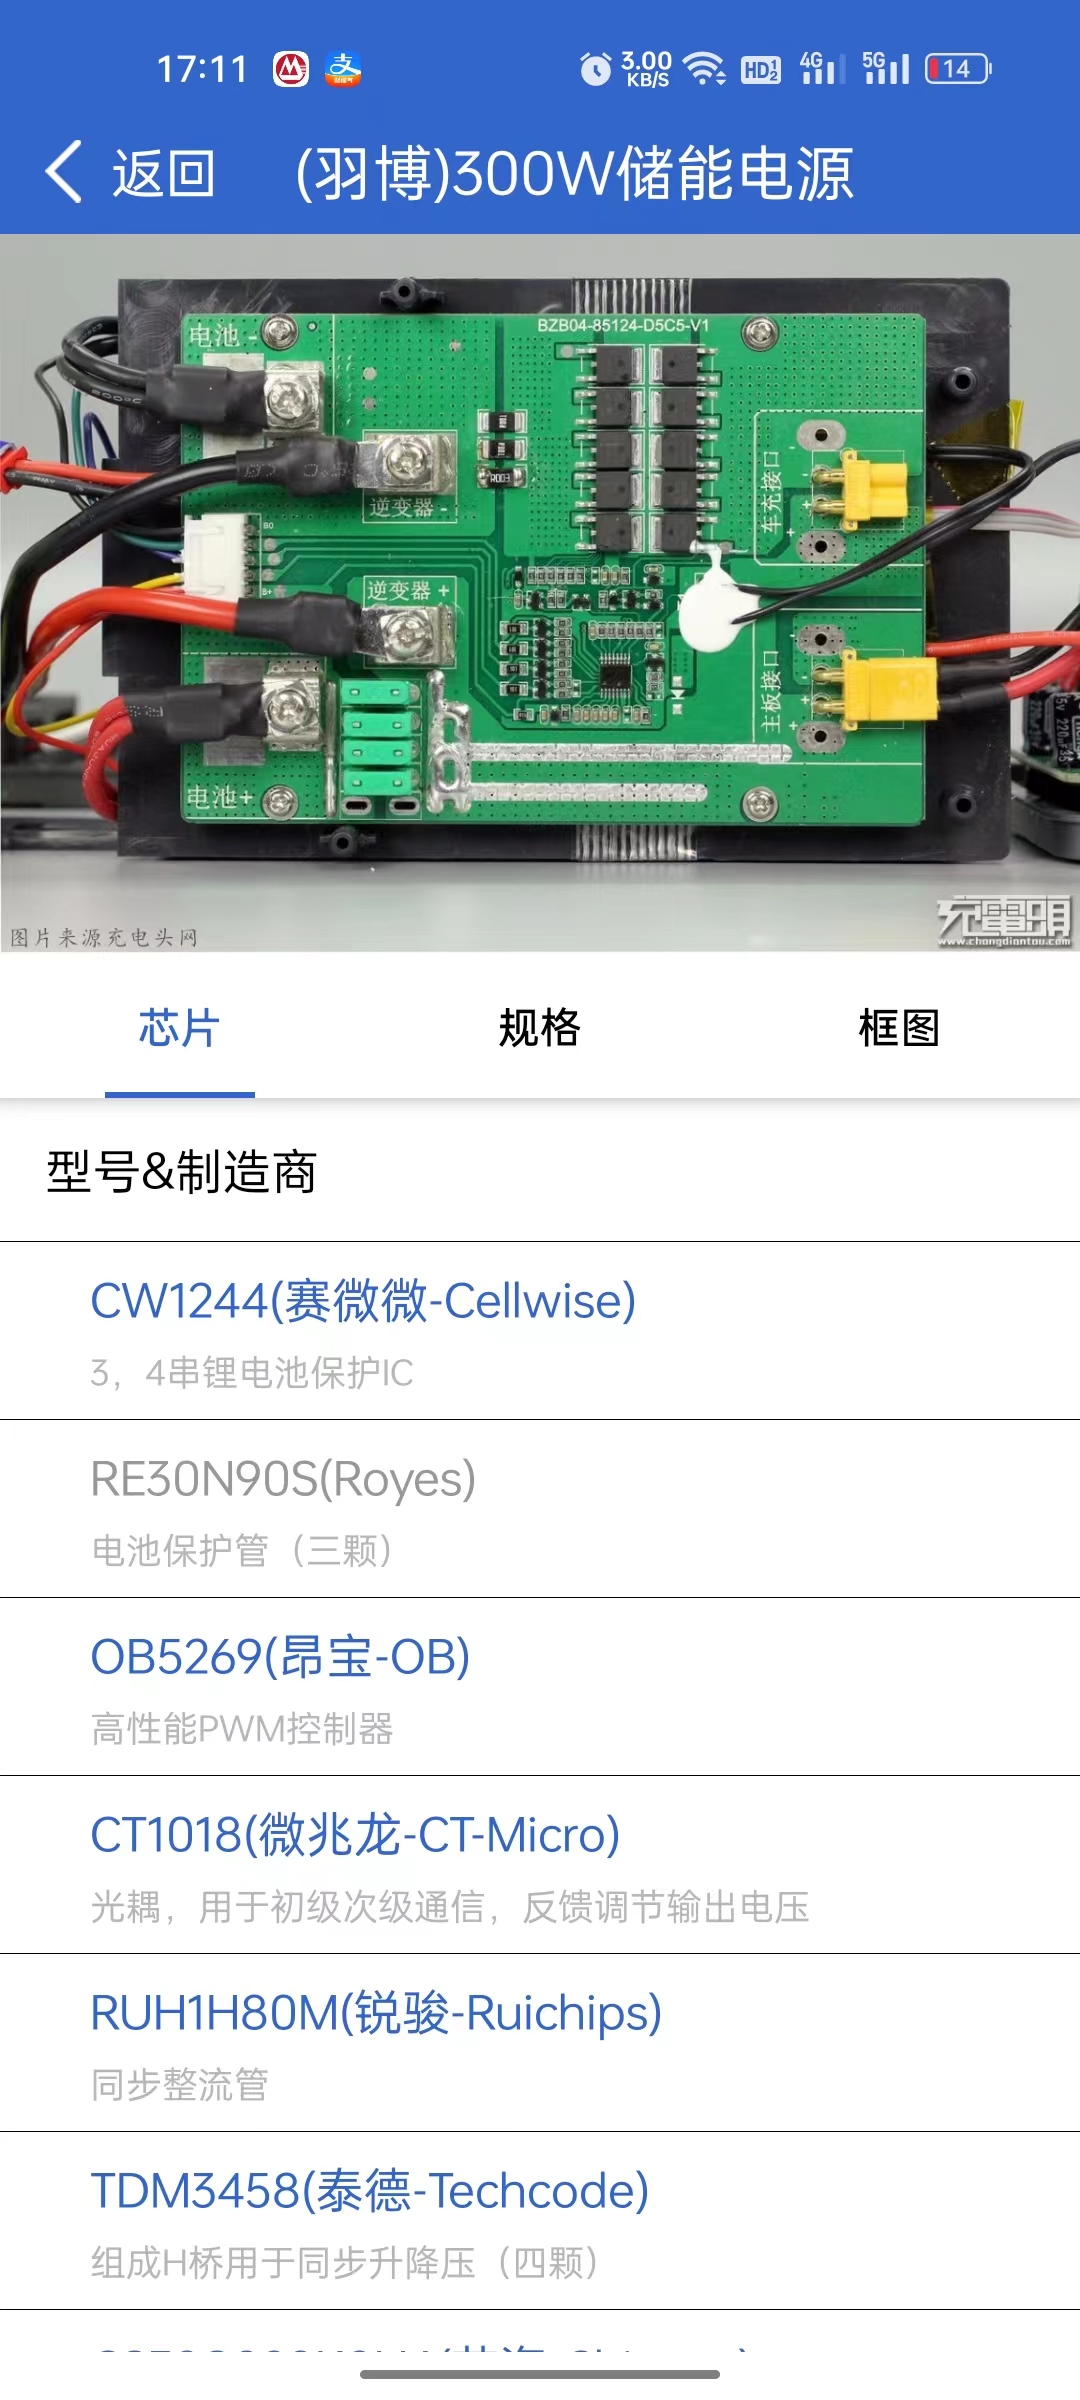 17:11
3.00
KB/S
HD
4G
5G
14
返回
(羽博)300W储能电源
BZB04-85124-D5C5-V1
电池 -
逆变器 -
车充接口
B0
B+
逆变器 +
主板接口
电池+
图片来源充电头网
www.chongdiantou.com
芯片
规格
框图
型号&制造商
CW1244(赛微微-Cellwise)
3，4串锂电池保护IC
RE30N90S(Royes)
电池保护管（三颗）
OB5269(昂宝-OB)
高性能PWM控制器
CT1018(微兆龙-CT-Micro)
光耦，用于初级次级通信，反馈调节输出电压
RUH1H80M(锐骏-Ruichips)
同步整流管
TDM3458(泰德-Techcode)
组成H桥用于同步升降压（四颗）